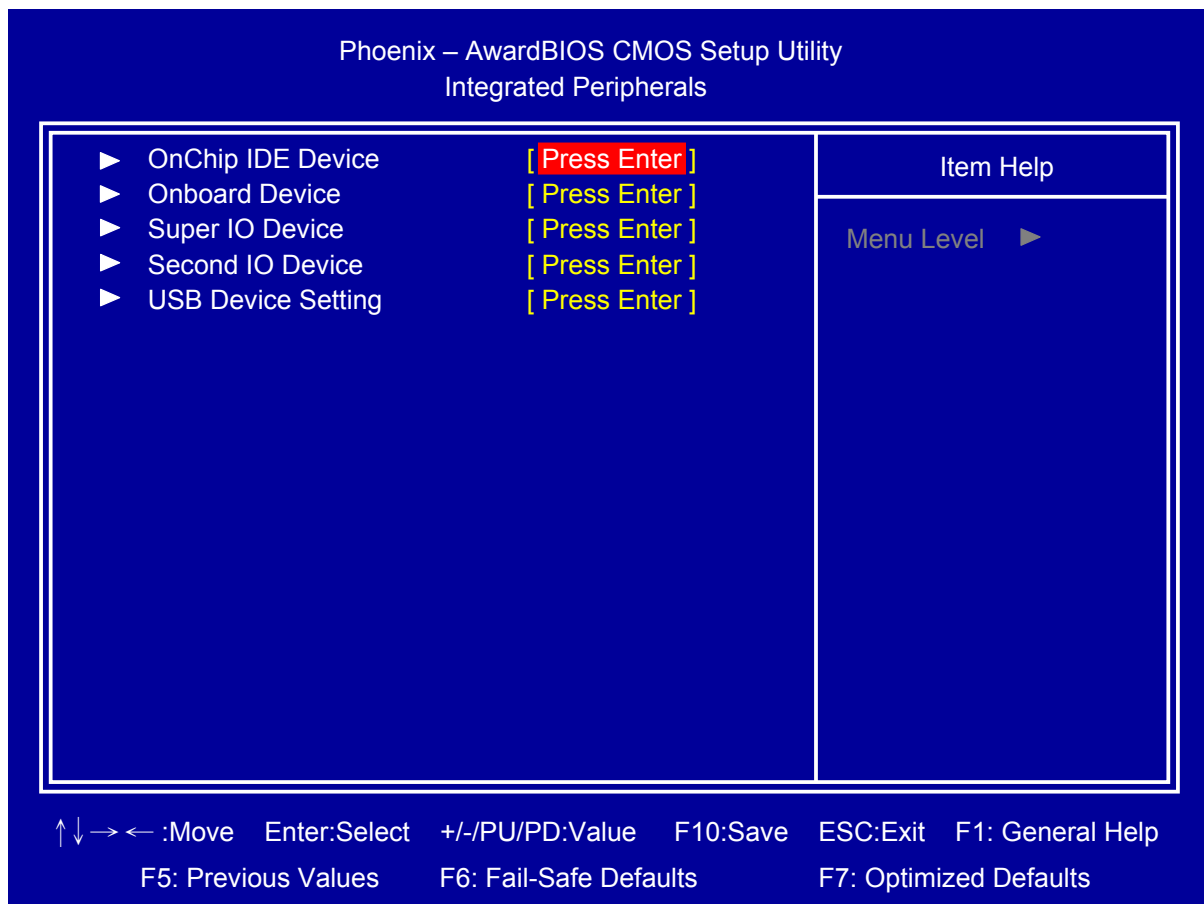 Phoenix – AwardBIOS CMOS Setup Utility
Integrated Peripherals
► OnChip IDE Device [ Press Enter ]
► Onboard Device [ Press Enter ]
► Super IO Device [ Press Enter ]
► Second IO Device [ Press Enter ]
► USB Device Setting [ Press Enter ]
Item Help
Menu Level ►
↑↓→← :Move Enter:Select +/-/PU/PD:Value F10:Save ESC:Exit F1: General Help
F5: Previous Values F6: Fail-Safe Defaults F7: Optimized Defaults